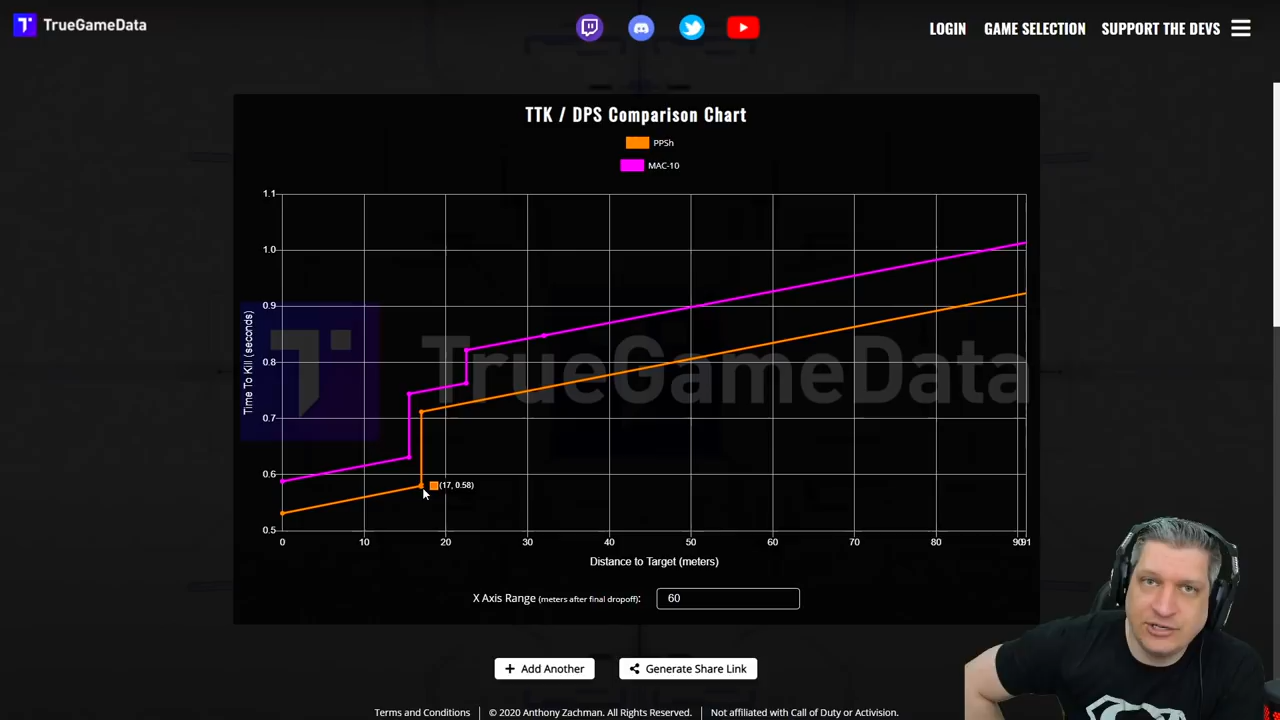 TrueGameData
LOGIN GAME SELECTION SUPPORT THE DEVS
TTK / DPS Comparison Chart
PPSh
MAC-10
1.1
1.0
0.9
0.8
0.7
0.6
0.5
Time To Kill (seconds)
TrueGameData
(17, 0.58)
0 10 20 30 40 50 60 70 80 90 91
Distance to Target (meters)
X Axis Range (meters after final dropoff): 60
+ Add Another Generate Share Link
Terms and Conditions | © 2020 Anthony Zachman. All Rights Reserved. | Not affiliated with Call of Duty or Activision.